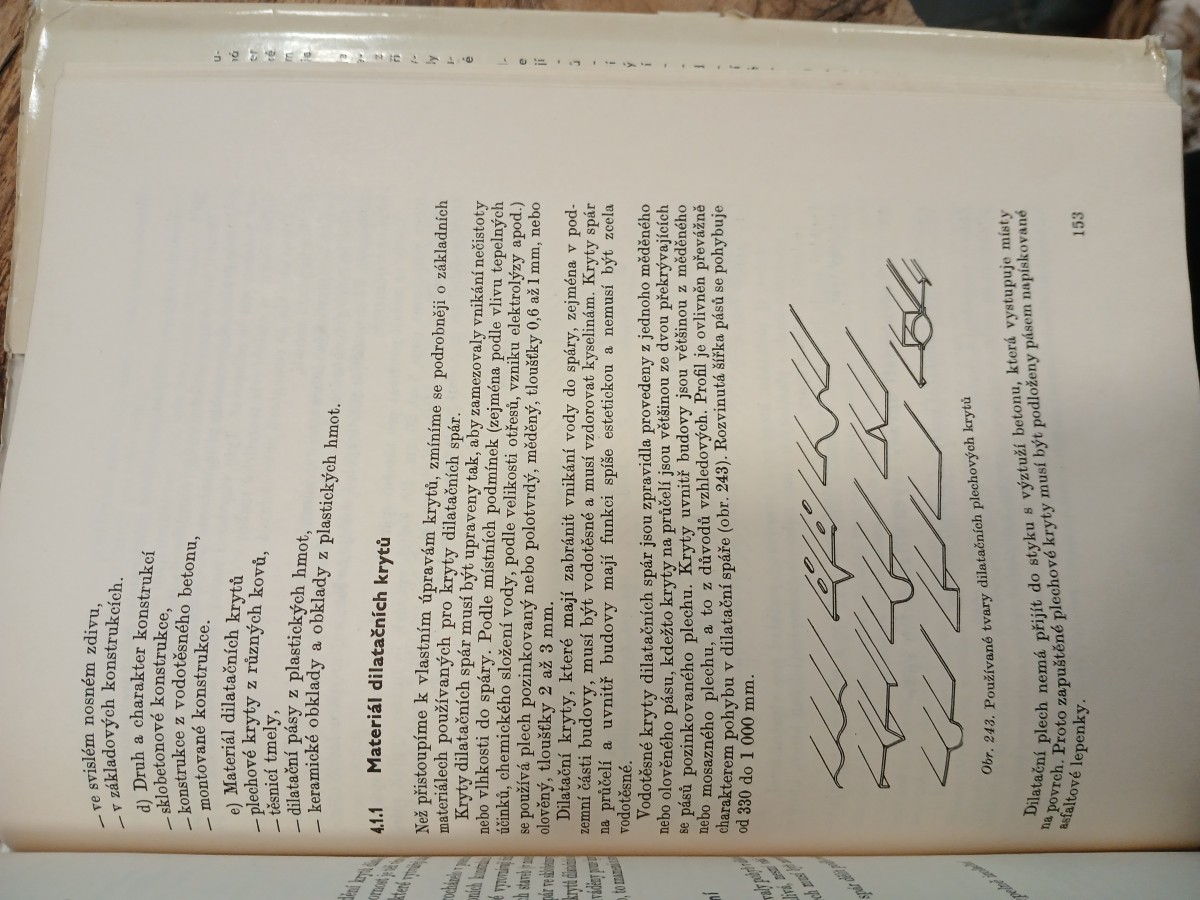 — ve svislém nosném zdivu,
— v základových konstrukcích.
d) Druh a charakter konstrukcí
— sklobetonové konstrukce,
— konstrukce z vodotěsného betonu,
— montované konstrukce.
e) Materiál dilatačních krytů
— plechové kryty z různých kovů,
— těsnicí tmely,
— dilatační pásy z plastických hmot,
— keramické obklady a obklady z plastických hmot.
4.1.1 Materiál dilatačních krytů
Než přistoupíme k vlastním úpravám krytů, zmíníme se podrobněji o základních
materiálech používaných pro kryty dilatačních spár.
Kryty dilatačních spár musí být upraveny tak, aby zamezovaly vnikání nečistoty
nebo vlhkosti do spáry. Podle místních podmínek (zejména podle vlivu tepelných
účinků, chemického složení vody, podle velikosti otřesů, vzniku elektrolýzy apod.)
se používá plech pozinkovaný nebo polotvrdý, měděný, tloušťky 0,6 až 1 mm, nebo
olověný, tloušťky 2 až 3 mm.
Dilatační kryty, které mají zabránit vnikání vody do spáry, zejména v pod-
zemní části budovy, musí být vodotěsné a musí vzdorovat kyselinám. Kryty spár
na průčelí a uvnitř budovy mají funkci spíše estetickou a nemusí být zcela
vodotěsné.
Vodotěsné kryty dilatačních spár jsou zpravidla provedeny z jednoho měděného
nebo olověného pásu, kdežto kryty na průčelí jsou většinou ze dvou překrývajících
se pásů pozinkovaného plechu. Kryty uvnitř budovy jsou většinou z měděného
nebo mosazného plechu, a to z důvodů vzhledových. Profil je ovlivněn převážně
charakterem pohybu v dilatační spáře (obr. 243). Rozvinutá šířka pásů se pohybuje
od 330 do 1 000 mm.
Obr. 243. Používané tvary dilatačních plechových krytů
Dilatační plech nemá přijít do styku s výztuží betonu, která vystupuje místy
na povrch. Proto zapuštěné plechové kryty musí být podloženy pásem napískované
asfaltové lepenky.
153